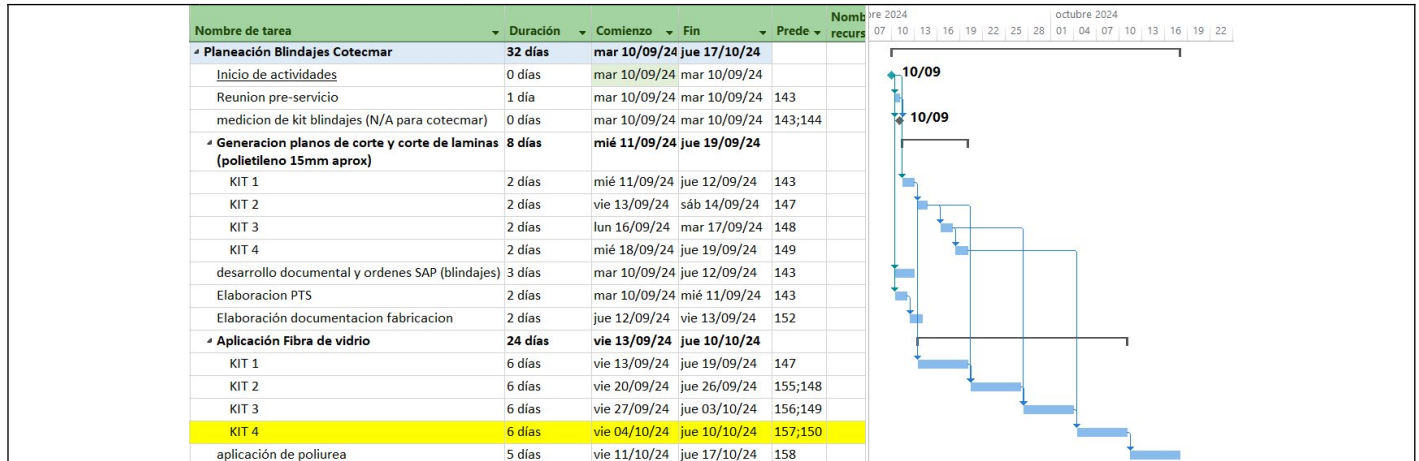 Nombre de tarea Duración Comienzo Fin Prede Nomb recurs
bre 2024 octubre 2024
07 10 13 16 19 22 25 28 01 04 07 10 13 16 19 22
Planeación Blindajes Cotecmar 32 días mar 10/09/24 jue 17/10/24
Inicio de actividades 0 días mar 10/09/24 mar 10/09/24 10/09
Reunion pre-servicio 1 día mar 10/09/24 mar 10/09/24 143
medicion de kit blindajes (N/A para cotecmar) 0 días mar 10/09/24 mar 10/09/24 143;144 10/09
Generacion planos de corte y corte de laminas 8 días mié 11/09/24 jue 19/09/24
(polietileno 15mm aprox)
KIT 1 2 días mié 11/09/24 jue 12/09/24 143
KIT 2 2 días vie 13/09/24 sáb 14/09/24 147
KIT 3 2 días lun 16/09/24 mar 17/09/24 148
KIT 4 2 días mié 18/09/24 jue 19/09/24 149
desarrollo documental y ordenes SAP (blindajes) 3 días mar 10/09/24 jue 12/09/24 143
Elaboracion PTS 2 días mar 10/09/24 mié 11/09/24 143
Elaboración documentacion fabricacion 2 días jue 12/09/24 vie 13/09/24 152
Aplicación Fibra de vidrio 24 días vie 13/09/24 jue 10/10/24
KIT 1 6 días vie 13/09/24 jue 19/09/24 147
KIT 2 6 días vie 20/09/24 jue 26/09/24 155;148
KIT 3 6 días vie 27/09/24 jue 03/10/24 156;149
KIT 4 6 días vie 04/10/24 jue 10/10/24 157;150
aplicación de poliurea 5 días vie 11/10/24 jue 17/10/24 158